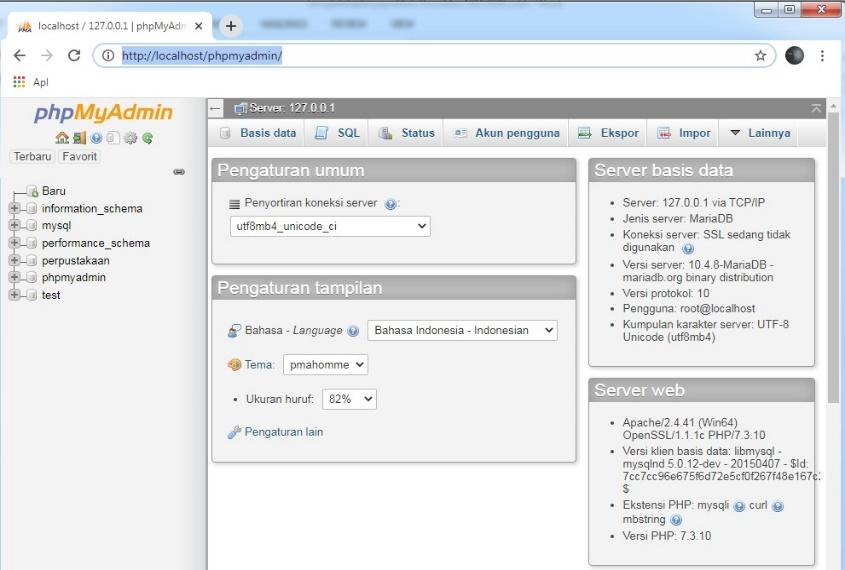 localhost / 127.0.0.1 | phpMyAdm
http://localhost/phpmyadmin/
Apl
phpMyAdmin
Terbaru Favorit
Baru
information_schema
mysql
performance_schema
perpustakaan
phpmyadmin
test
Server: 127.0.0.1
Basis data SQL Status Akun pengguna Ekspor Impor Lainnya
Pengaturan umum
Penyortiran koneksi server :
utf8mb4_unicode_ci
Pengaturan tampilan
Bahasa - Language Bahasa Indonesia - Indonesian
Tema: pmahomme
• Ukuran huruf: 82%
Pengaturan lain
Server basis data
• Server: 127.0.0.1 via TCP/IP
• Jenis server: MariaDB
• Koneksi server: SSL sedang tidak
digunakan
• Versi server: 10.4.8-MariaDB -
mariadb.org binary distribution
• Versi protokol: 10
• Pengguna: root@localhost
• Kumpulan karakter server: UTF-8
Unicode (utf8mb4)
Server web
• Apache/2.4.41 (Win64)
OpenSSL/1.1.1c PHP/7.3.10
• Versi klien basis data: libmysql -
mysqlnd 5.0.12-dev - 20150407 - $Id:
$
• Ekstensi PHP: mysqli curl
mbstring
• Versi PHP: 7.3.10